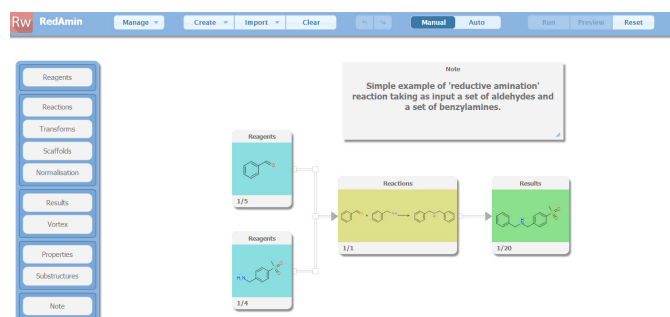 Rw RedAmin Manage Create Import Clear Manual Auto Run Preview Reset
Reagents
Reactions
Transforms
Scaffolds
Normalisation
Results
Vortex
Properties
Substructures
Note
Note
Simple example of 'reductive amination'
reaction taking as input a set of aldehydes and
a set of benzylamines.
Reagents
1/5
Reagents
H₂N
1/4
Reactions
1/1
Results
1/20